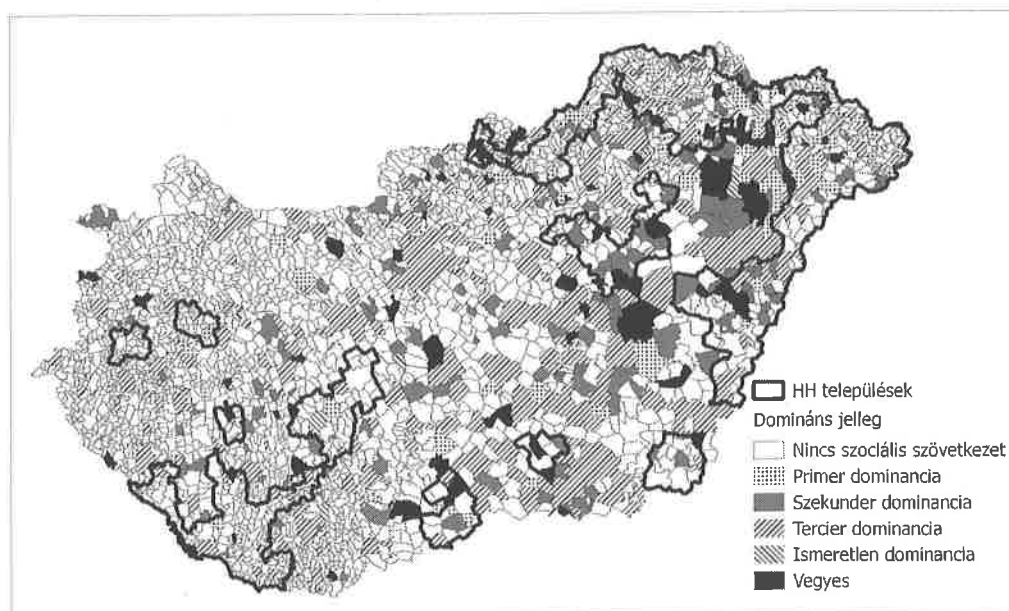 HH települések
Domináns jelleg
Nincs szociális szövetkezet
Primer dominancia
Szekunder dominancia
Tercier dominancia
Ismeretlen dominancia
Vegyes